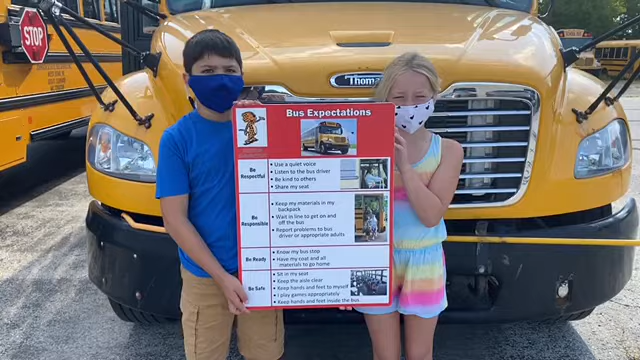 STOP
Thomas
Bus Expectations
Be
Respectful
• Use a quiet voice
• Listen to the bus driver
• Be kind to others
• Share my seat
Be
Responsible
• Keep my materials in my
backpack
• Wait in line to get on and
off the bus
• Report problems to bus
driver or appropriate adults
Be Ready
• Know my bus stop
• Have my coat and all
materials to go home
Be Safe
• Sit in my seat
• Keep the aisle clear
• Keep hands and feet to myself
• I play games appropriately
• Keep hands and feet inside the bus